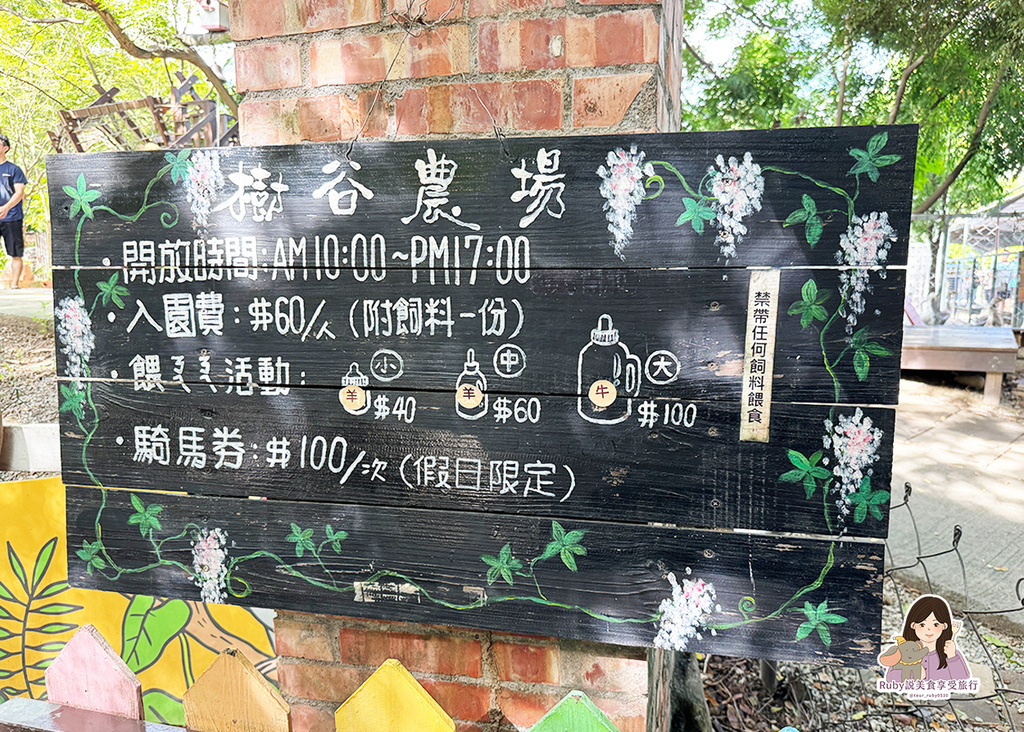 樹谷農場
・開放時間:AM10:00~PM17:00
・入園費:$60/人(附飼料一份)
・餵ㄋㄟㄋㄟ活動:
羊 小 $40
羊 中 $60
牛 大 $100
・騎馬券:$100/次(假日限定)
禁帶任何飼料餵食
Ruby說美食享受旅行
@tour_ruby0530